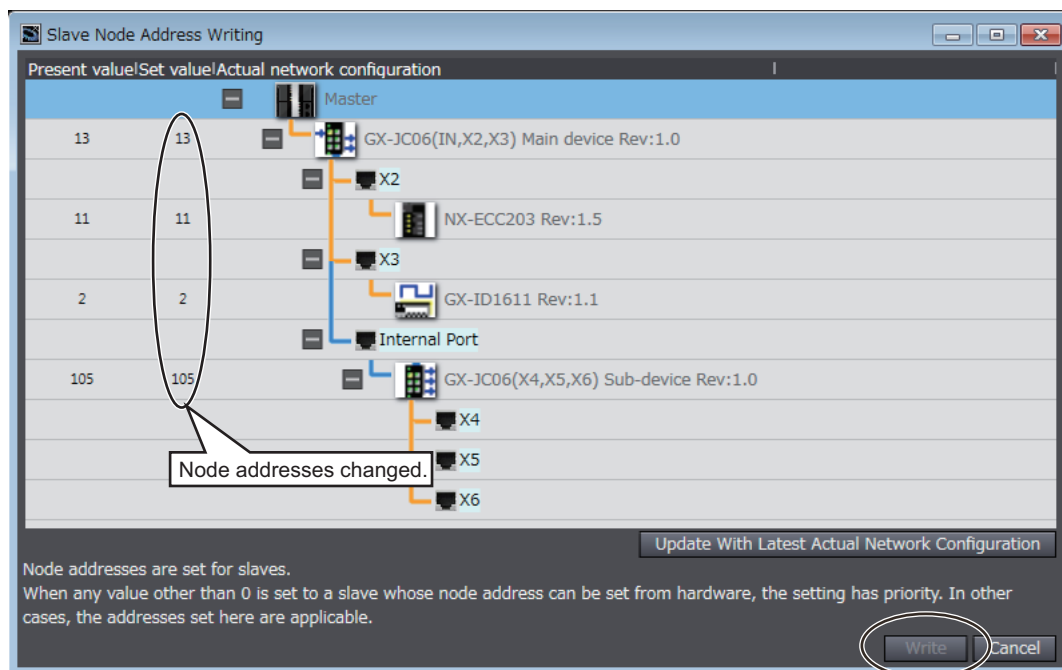 Slave Node Address Writing
Present value Set value Actual network configuration
Master
13 13 GX-JC06(IN,X2,X3) Main device Rev:1.0
X2
11 11 NX-ECC203 Rev:1.5
X3
2 2 GX-ID1611 Rev:1.1
Internal Port
105 105 GX-JC06(X4,X5,X6) Sub-device Rev:1.0
X4
Node addresses changed. X5
X6
Update With Latest Actual Network Configuration
Node addresses are set for slaves.
When any value other than 0 is set to a slave whose node address can be set from hardware, the setting has priority. In other
cases, the addresses set here are applicable.
Write Cancel